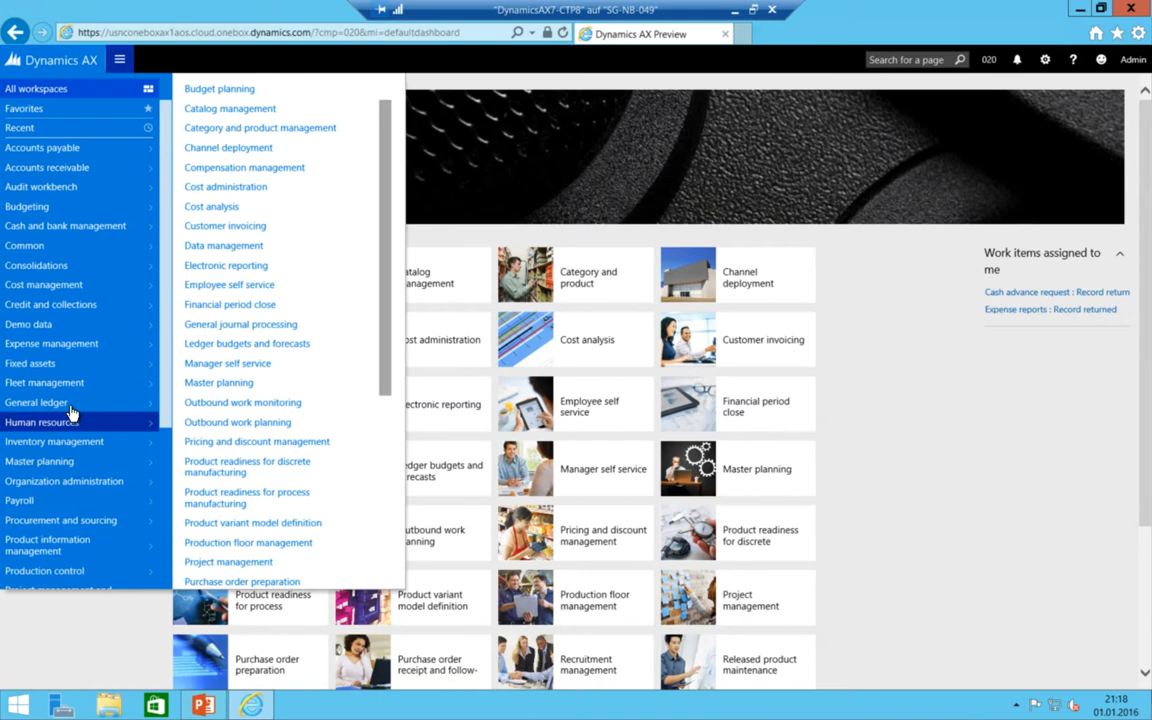 "DynamicsAX7-CTP8" auf "SG-NB-049"
https://usnconeboxax1aos.cloud.onebox.dynamics.com/?cmp=020&mi=defaultdashboard
Dynamics AX Preview
Dynamics AX
Search for a page
020
?
Admin
All workspaces
Favorites
Recent
Accounts payable
Accounts receivable
Audit workbench
Budgeting
Cash and bank management
Common
Consolidations
Cost management
Credit and collections
Demo data
Expense management
Fixed assets
Fleet management
General ledger
Human resources
Inventory management
Master planning
Organization administration
Payroll
Procurement and sourcing
Product information
management
Production control
Budget planning
Catalog management
Category and product management
Channel deployment
Compensation management
Cost administration
Cost analysis
Customer invoicing
Data management
Electronic reporting
Employee self service
Financial period close
General journal processing
Ledger budgets and forecasts
Manager self service
Master planning
Outbound work monitoring
Outbound work planning
Pricing and discount management
Product readiness for discrete
manufacturing
Product readiness for process
manufacturing
Product variant model definition
Production floor management
Project management
Purchase order preparation
atalog
anagement
Category and
product
Channel
deployment
ost administration
Cost analysis
Customer invoicing
ectronic reporting
Employee self
service
Financial period
close
edger budgets and
recasts
Manager self service
Master planning
utbound work
anning
Pricing and discount
management
Product readiness
for discrete
Product readiness
for process
Product variant
model definition
Production floor
management
Project
management
Purchase order
preparation
Purchase order
receipt and follow-
Recruitment
management
Released product
maintenance
Work items assigned to
me
Cash advance request : Record return
Expense reports : Record returned
21:18
01.01.2016